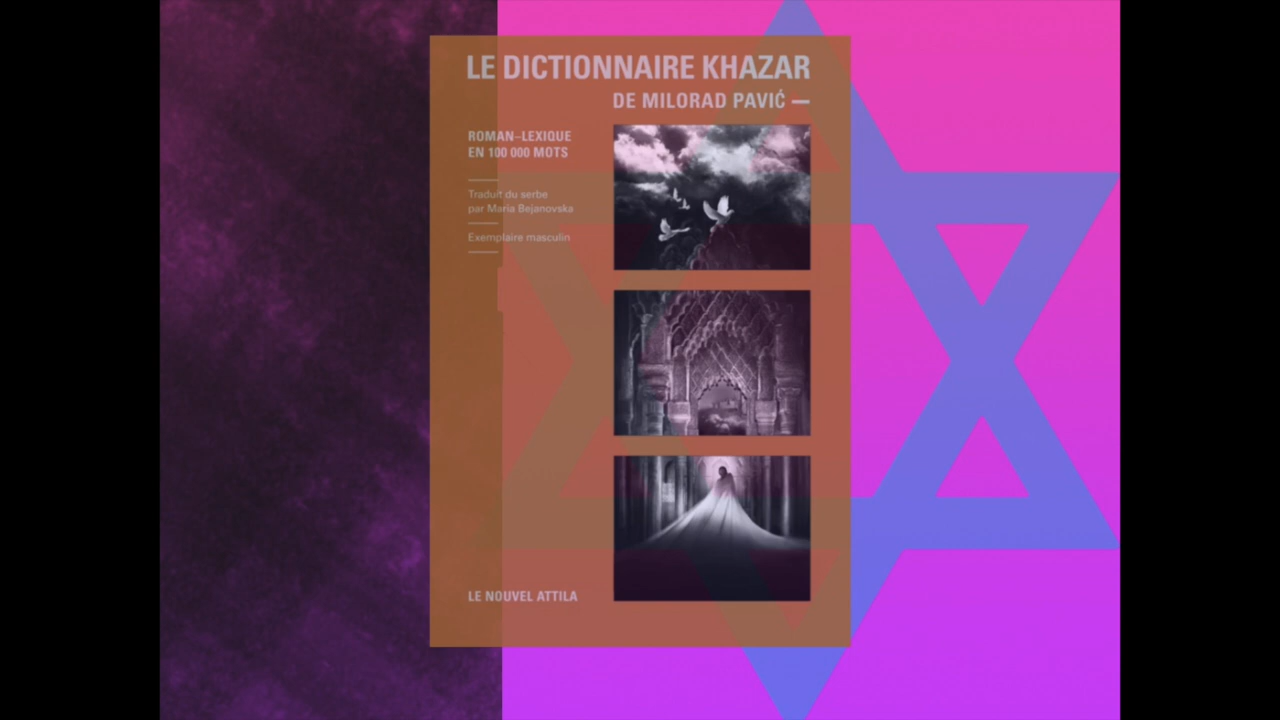 LE DICTIONNAIRE KHAZAR
DE MILORAD PAVIĆ —
ROMAN–LEXIQUE
EN 100 000 MOTS
Traduit du serbe
par Maria Bejanovska
Exemplaire masculin
LE NOUVEL ATTILA